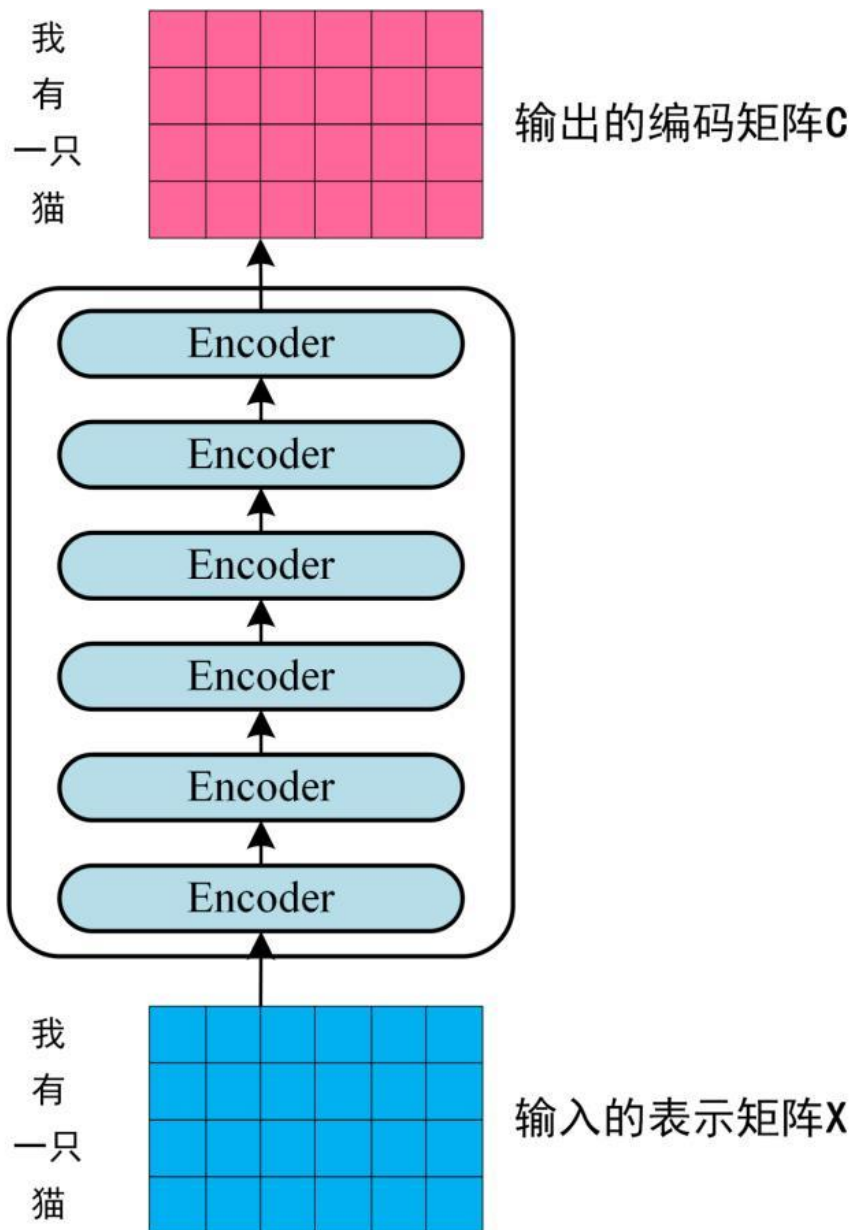 我
有
一只
猫
输出的编码矩阵C
Encoder
Encoder
Encoder
Encoder
Encoder
Encoder
我
有
一只
猫
输入的表示矩阵X